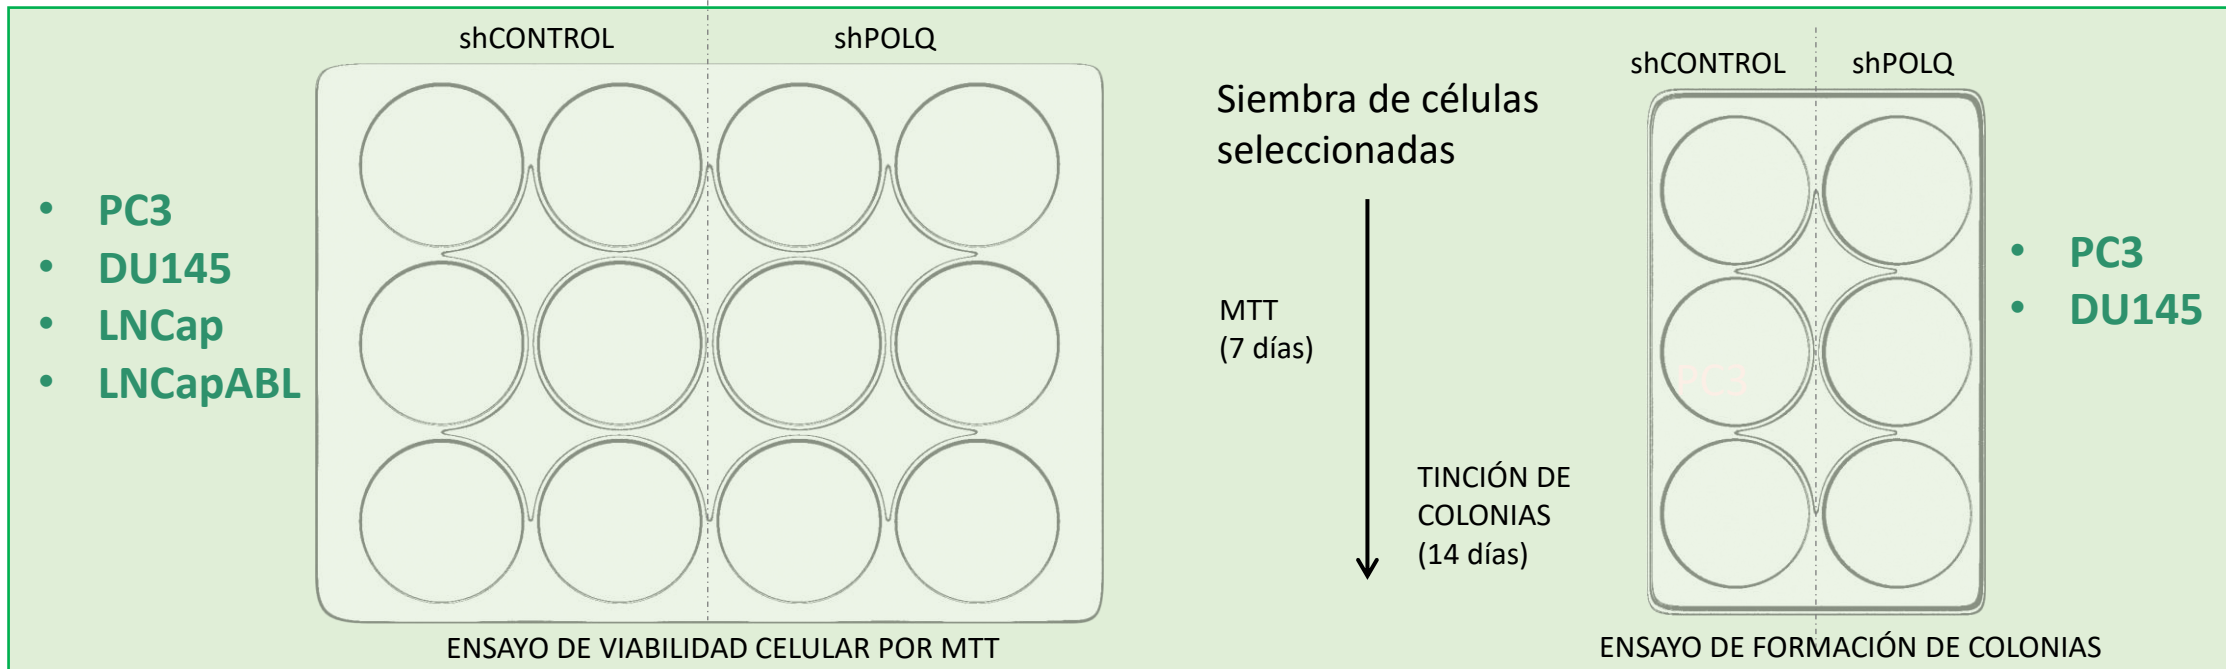 shCONTROL shPOLQ
• PC3
• DU145
• LNCap
• LNCapABL
ENSAYO DE VIABILIDAD CELULAR POR MTT
Siembra de células
seleccionadas
MTT
(7 días)
TINCIÓN DE
COLONIAS
(14 días)
shCONTROL shPOLQ
PC3
• PC3
• DU145
ENSAYO DE FORMACIÓN DE COLONIAS